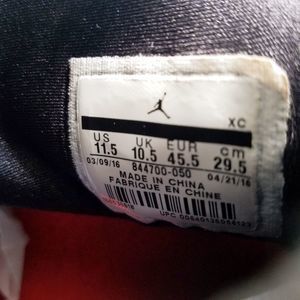 XC
US UK EUR cm
11.5 10.5 45.5 29.5
03/09/16 844700-050 04/21/16
MADE IN CHINA
FABRIQUE EN CHINE